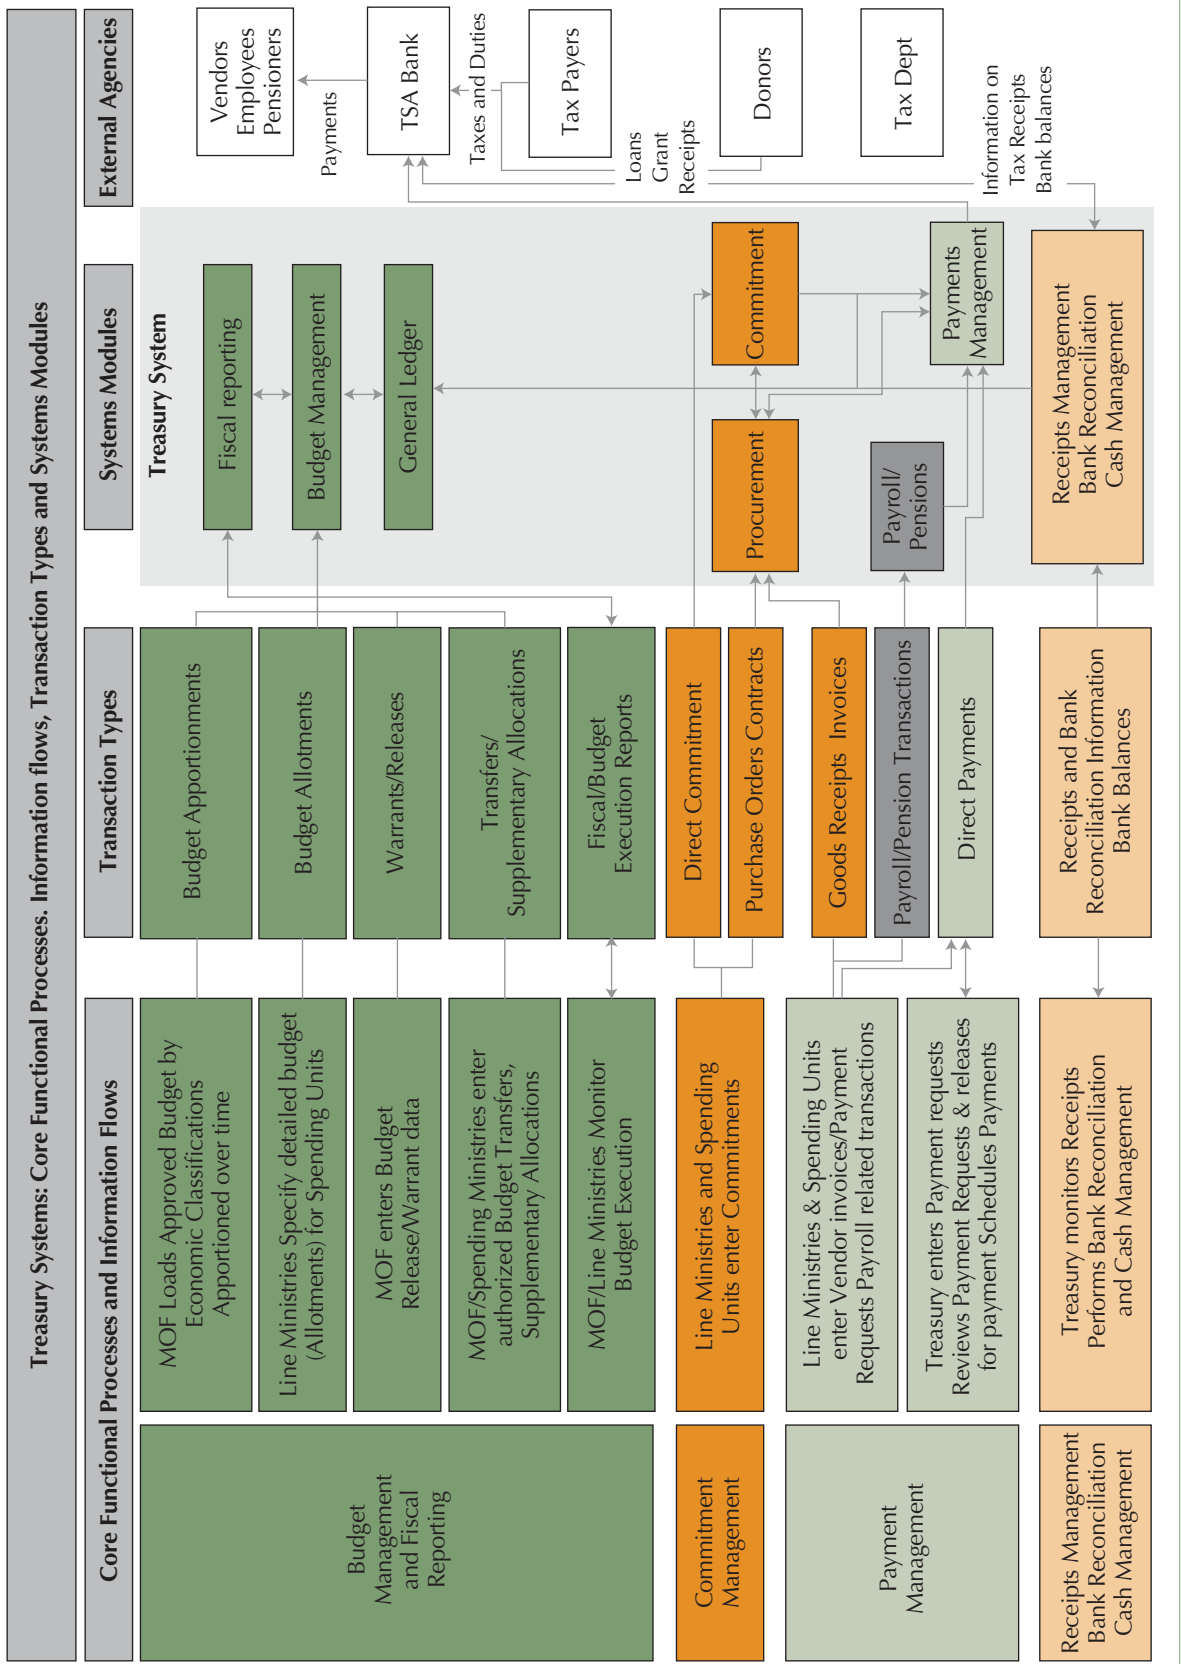 Treasury Systems: Core Functional Processes. Information flows, Transaction Types and Systems Modules
Core Functional Processes and Information Flows
Transaction Types
Systems Modules
External Agencies
Budget
Management
and Fiscal
Reporting
MOF Loads Approved Budget by
Economic Classifications
Apportioned over time
Line Ministries Specify detailed budget
(Allotments) for Spending Units
MOF enters Budget
Release/Warrant data
MOF/Spending Ministries enter
authorized Budget Transfers,
Supplementary Allocations
MOF/Line Ministries Monitor
Budget Execution
Commitment
Management
Line Ministries and Spending
Units enter Commitments
Payment
Management
Line Ministries & Spending Units
enter Vendor invoices/Payment
Requests Payroll related transactions
Treasury enters Payment requests
Reviews Payment Requests & releases
for payment Schedules Payments
Receipts Management
Bank Reconciliation
Cash Management
Treasury monitors Receipts
Performs Bank Reconciliation
and Cash Management
Budget Apportionments
Budget Allotments
Warrants/Releases
Transfers/
Supplementary Allocations
Fiscal/Budget
Execution Reports
Direct Commitment
Purchase Orders Contracts
Goods Receipts Invoices
Payroll/Pension Transactions
Direct Payments
Receipts and Bank
Reconciliation Information
Bank Balances
Treasury System
Fiscal reporting
Budget Management
General Ledger
Procurement
Commitment
Payroll/
Pensions
Payments
Management
Receipts Management
Bank Reconciliation
Cash Management
Vendors
Employees
Pensioners
Payments
TSA Bank
Taxes and Duties
Tax Payers
Loans
Grant
Receipts
Donors
Tax Dept
Information on
Tax Receipts
Bank balances